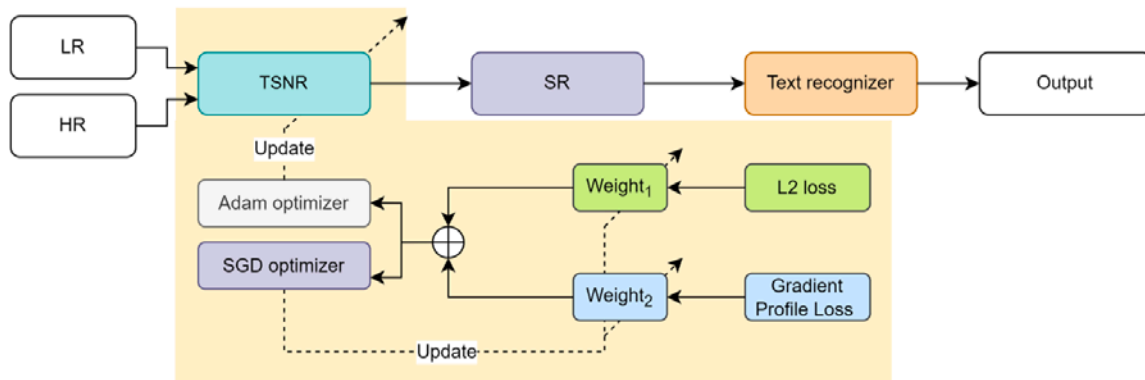 LR
HR
TSNR
SR
Text recognizer
Output
Update
Adam optimizer
SGD optimizer
Weight₁
L2 loss
Weight₂
Gradient
Profile Loss
Update